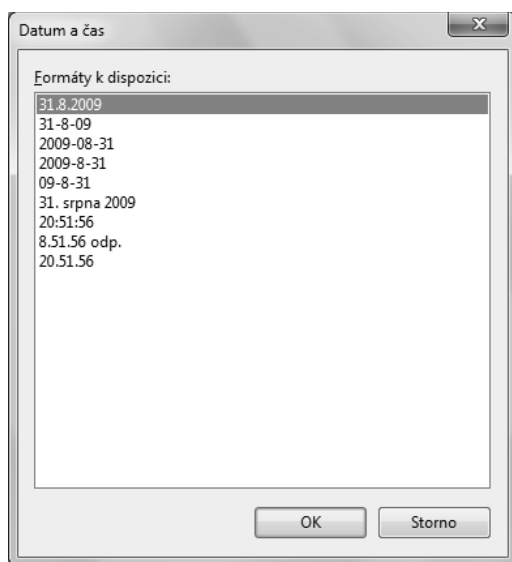 Datum a čas
Formáty k dispozici:
31.8.2009
31-8-09
2009-08-31
2009-8-31
09-8-31
31. srpna 2009
20:51:56
8.51.56 odp.
20.51.56
OK
Storno